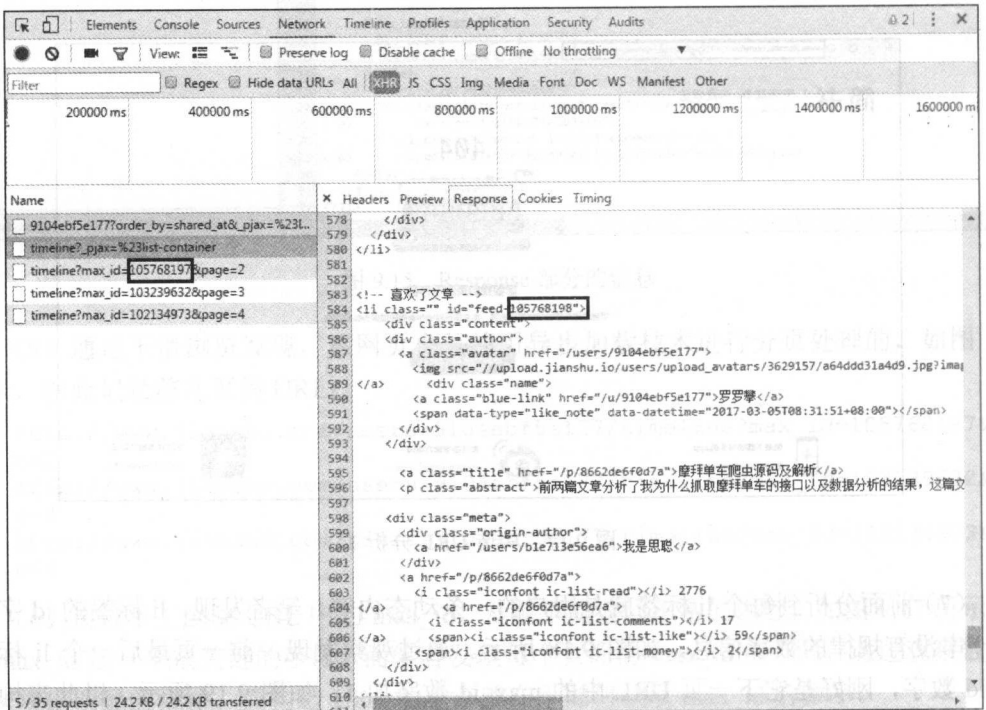 Elements Console Sources Network Timeline Profiles Application Security Audits 2
View: Preserve log Disable cache Offline No throttling
Filter Regex Hide data URLs All XHR JS CSS Img Media Font Doc WS Manifest Other
200000 ms 400000 ms 600000 ms 800000 ms 1000000 ms 1200000 ms 1400000 ms 1600000 m
Name
9104ebf5e177?order_by=shared_at&_pjax=%23L...
timeline?_pjax=%23list-container
timeline?max_id=105768197&page=2
timeline?max_id=103239632&page=3
timeline?max_id=102134973&page=4
5 / 35 requests | 24.2 KB / 24.2 KB transferred
× Headers Preview Response Cookies Timing
578 </div>
579 </div>
580 </li>
581
582
583 <!-- 喜欢了文章 -->
584 <li class="" id="feed-105768198">
585 <div class="content">
586 <div class="author">
587 <a class="avatar" href="/users/9104ebf5e177">
588 <img src="//upload.jianshu.io/users/upload_avatars/3629157/a64ddd31a4d9.jpg?imag
589 </a> <div class="name">
590 <a class="blue-link" href="/u/9104ebf5e177">罗罗攀</a>
591 <span data-type="like_note" data-datetime="2017-03-05T08:31:51+08:00"></span>
592 </div>
593 </div>
594
595 <a class="title" href="/p/8662de6f0d7a">摩拜单车爬虫源码及解析</a>
596 <p class="abstract">前两篇文章分析了我为什么抓取摩拜单车的接口以及数据分析的结果，这篇文
597
598 <div class="meta">
599 <div class="origin-author">
600 <a href="/users/b1e713e56ea6">我是思聪</a>
601 </div>
602 <a href="/p/8662de6f0d7a">
603 <i class="iconfont ic-list-read"></i> 2776
604 </a> <a href="/p/8662de6f0d7a">
605 <i class="iconfont ic-list-comments"></i> 17
606 </a> <span><i class="iconfont ic-list-like"></i> 59</span>
607 <span><i class="iconfont ic-list-money"></i> 2</span>
608 </div>
609 </div>
610